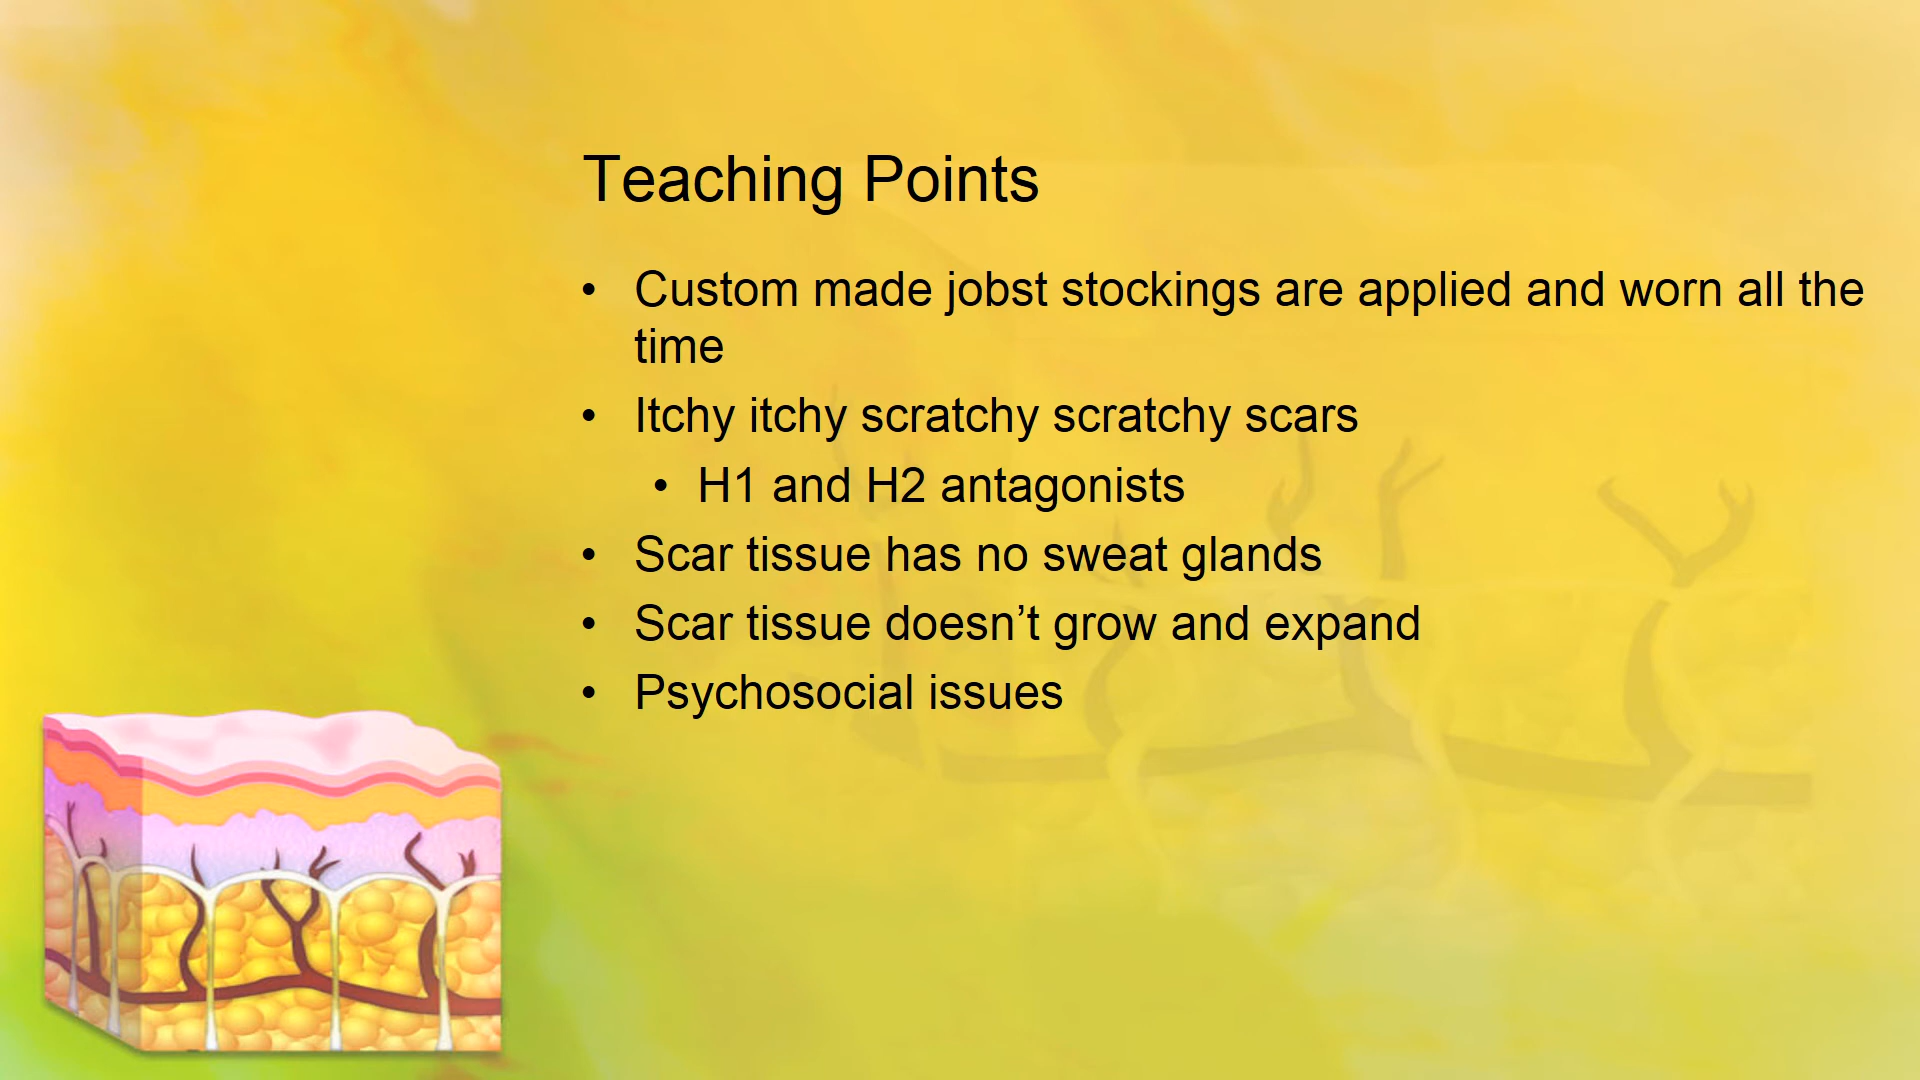 Teaching Points
• Custom made jobst stockings are applied and worn all the
time
• Itchy itchy scratchy scratchy scars
• H1 and H2 antagonists
• Scar tissue has no sweat glands
• Scar tissue doesn’t grow and expand
• Psychosocial issues